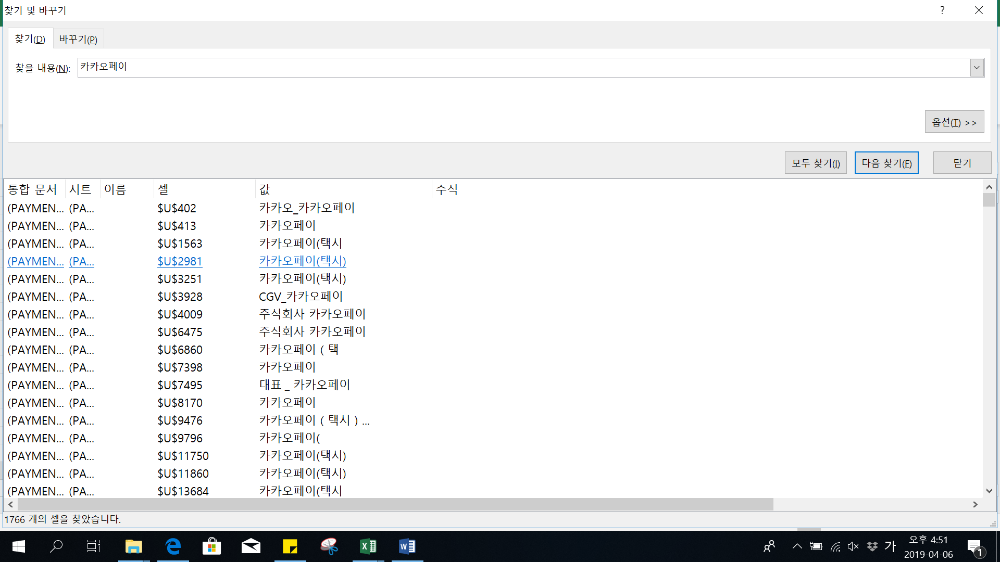 찾기 및 바꾸기
?
찾기(D) 바꾸기(P)
찾을 내용(N): 카카오페이
옵션(T) >>
모두 찾기(I) 다음 찾기(F) 닫기
통합 문서 시트 이름 셀 값 수식
(PAYMEN... (PA... $U$402 카카오_카카오페이
(PAYMEN... (PA... $U$413 카카오페이
(PAYMEN... (PA... $U$1563 카카오페이(택시
(PAYMEN... (PA... $U$2981 카카오페이(택시)
(PAYMEN... (PA... $U$3251 카카오페이(택시)
(PAYMEN... (PA... $U$3928 CGV_카카오페이
(PAYMEN... (PA... $U$4009 주식회사 카카오페이
(PAYMEN... (PA... $U$6475 주식회사 카카오페이
(PAYMEN... (PA... $U$6860 카카오페이 ( 택
(PAYMEN... (PA... $U$7398 카카오페이
(PAYMEN... (PA... $U$7495 대표 _ 카카오페이
(PAYMEN... (PA... $U$8170 카카오페이
(PAYMEN... (PA... $U$9476 카카오페이 ( 택시 ) ...
(PAYMEN... (PA... $U$9796 카카오페이(
(PAYMEN... (PA... $U$11750 카카오페이(택시)
(PAYMEN... (PA... $U$11860 카카오페이(택시)
(PAYMEN... (PA... $U$13684 카카오페이(택시
1766 개의 셀을 찾았습니다.
가 오후 4:51
2019-04-06
1